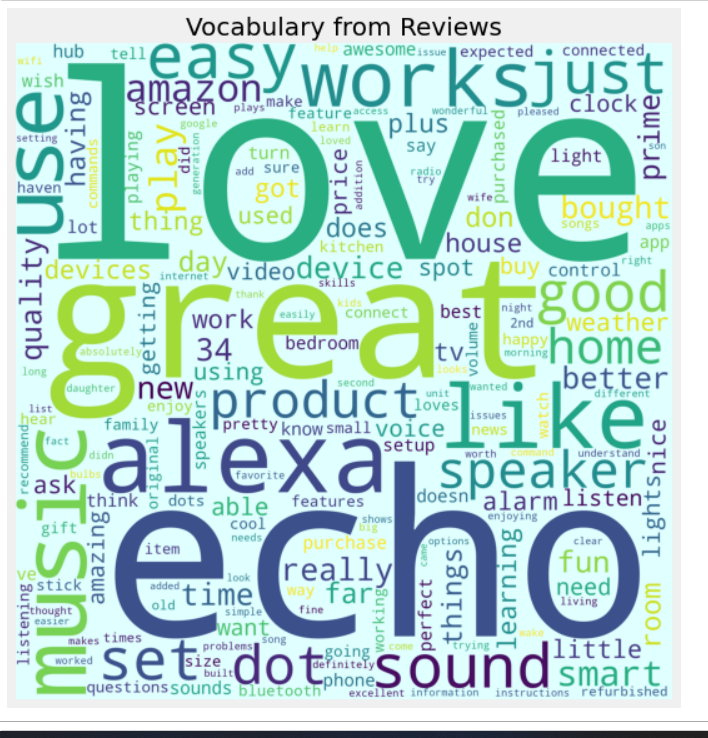 Vocabulary from Reviews
hub
tell
easy
awesome
issue
expected
connected
help
wifi
wish
amazon
works
just
screen
plays
make
feature
access
wonderful
pleased
clock
prime
son
use
having
commands
setting
haven
lot
love
playing
play
did
google
generation
learn
loved
plus
say
purchased
light
turn
add
sure
got
used
price
addition
radio
try
wife
don
bought
songs
apps
app
thing
does
kitchen
house
right
quality
devices
day
internet
video
device
skills
spot
buy
control
great
thank
kids
easily
connect
getting
work
34
bedroom
best
night
2nd
good
weather
happy
morning
home
volume
tv
looks
better
different
absolutely
long
daughter
using
new
product
second
unit
wanted
like
list
enjoy
loves
watch
hear
family
speakers
pretty
know
small
voice
news
issues
fact
didn
setup
worth
command
understand
nice
recommend
music
bulbs
original
alexa
favorite
speaker
ask
think
dots
able
features
doesn
alarm
listen
lights
gift
cool
needs
shows
big
options
enjoying
clear
echo
amazing
item
purchase
came
things
learning
fun
need
living
ve
stick
added
old
time
look
simple
really
way
fine
far
working
perfect
room
thought
easier
listening
want
makes
times
problems
song
going
come
trying
wake
little
worked
set
size
built
dot
definitely
phone
sound
smart
questions
sounds
bluetooth
excellent
information
instructions
refurbished